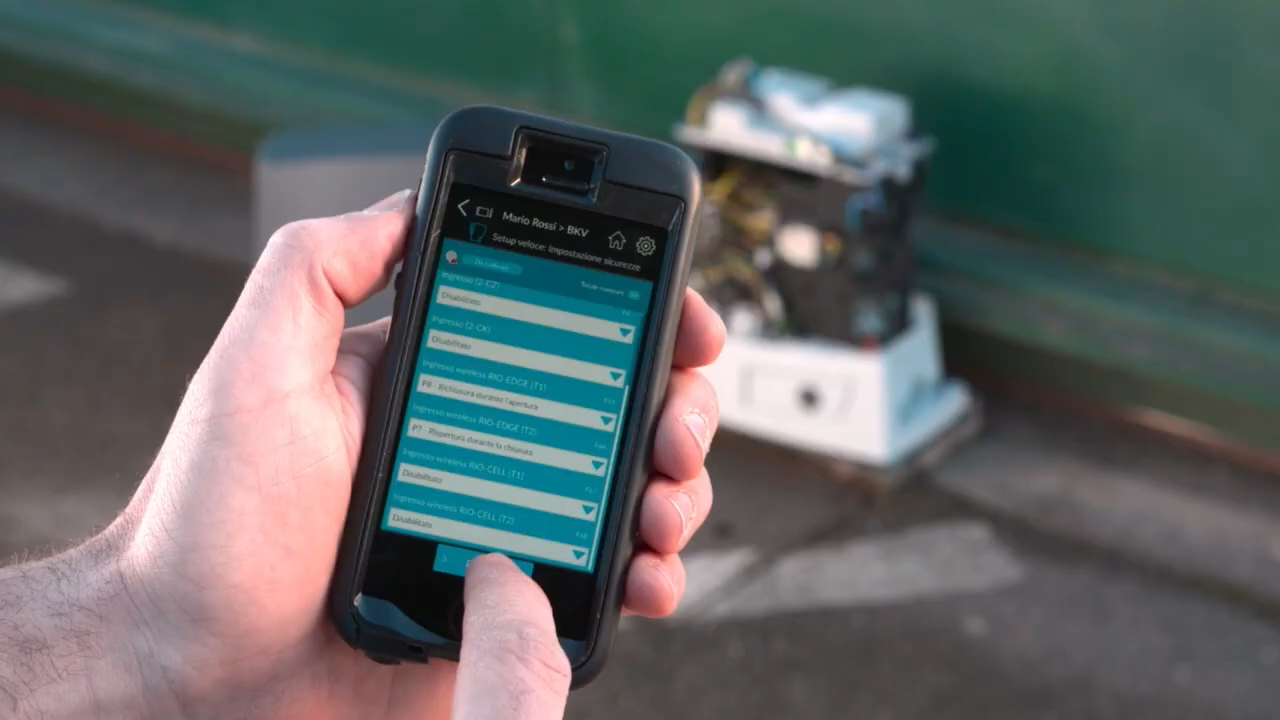 Mario Rossi > BKV
Setup veloce: Impostazione sicurezze
Ingresso [2-CZ]
Disabilitato
Ingresso [2-CK]
Disabilitato
Ingresso wireless RIO-EDGE [T1]
P8 - Richiusura durante l'apertura
Ingresso wireless RIO-EDGE [T2]
P7 - Riapertura durante la chiusura
Ingresso wireless RIO-CELL [T1]
Disabilitato
Ingresso wireless RIO-CELL [T2]
Disabilitato